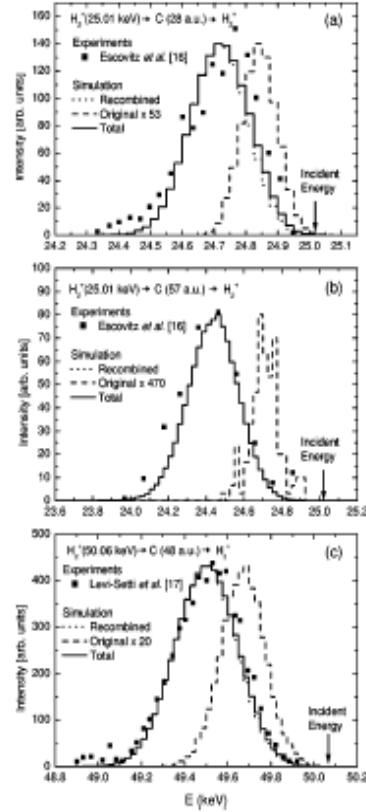 H₂⁺(25.01 keV)→ C (28 a.u.)→ H₂⁺
(a)
Experiments
Escovitz et al. [16]
Simulation
Recombined
Original x 53
Total
Incident
Energy
Intensity [arb. units]
160
140
120
100
80
60
40
20
0
24.2 24.3 24.4 24.5 24.6 24.7 24.8 24.9 25.0 25.1
H₂⁺(25.01 keV)→ C (57 a.u.)→ H₂⁺
(b)
Experiments
Escovitz et al. [16]
Simulation
Recombined
Original x 470
Total
Incident
Energy
Intensity [arb. units]
100
90
80
70
60
50
40
30
20
10
0
23.6 23.8 24.0 24.2 24.4 24.6 24.8 25.0 25.2
H₂⁺(50.06 keV)→ C (48 a.u.)→ H₂⁺
(c)
Experiments
Levi-Setti et al. [17]
Simulation
Recombined
Original x 20
Total
Incident
Energy
Intensity [arb. units]
500
400
300
200
100
0
48.8 49.0 49.2 49.4 49.6 49.8 50.0 50.2
E [keV]